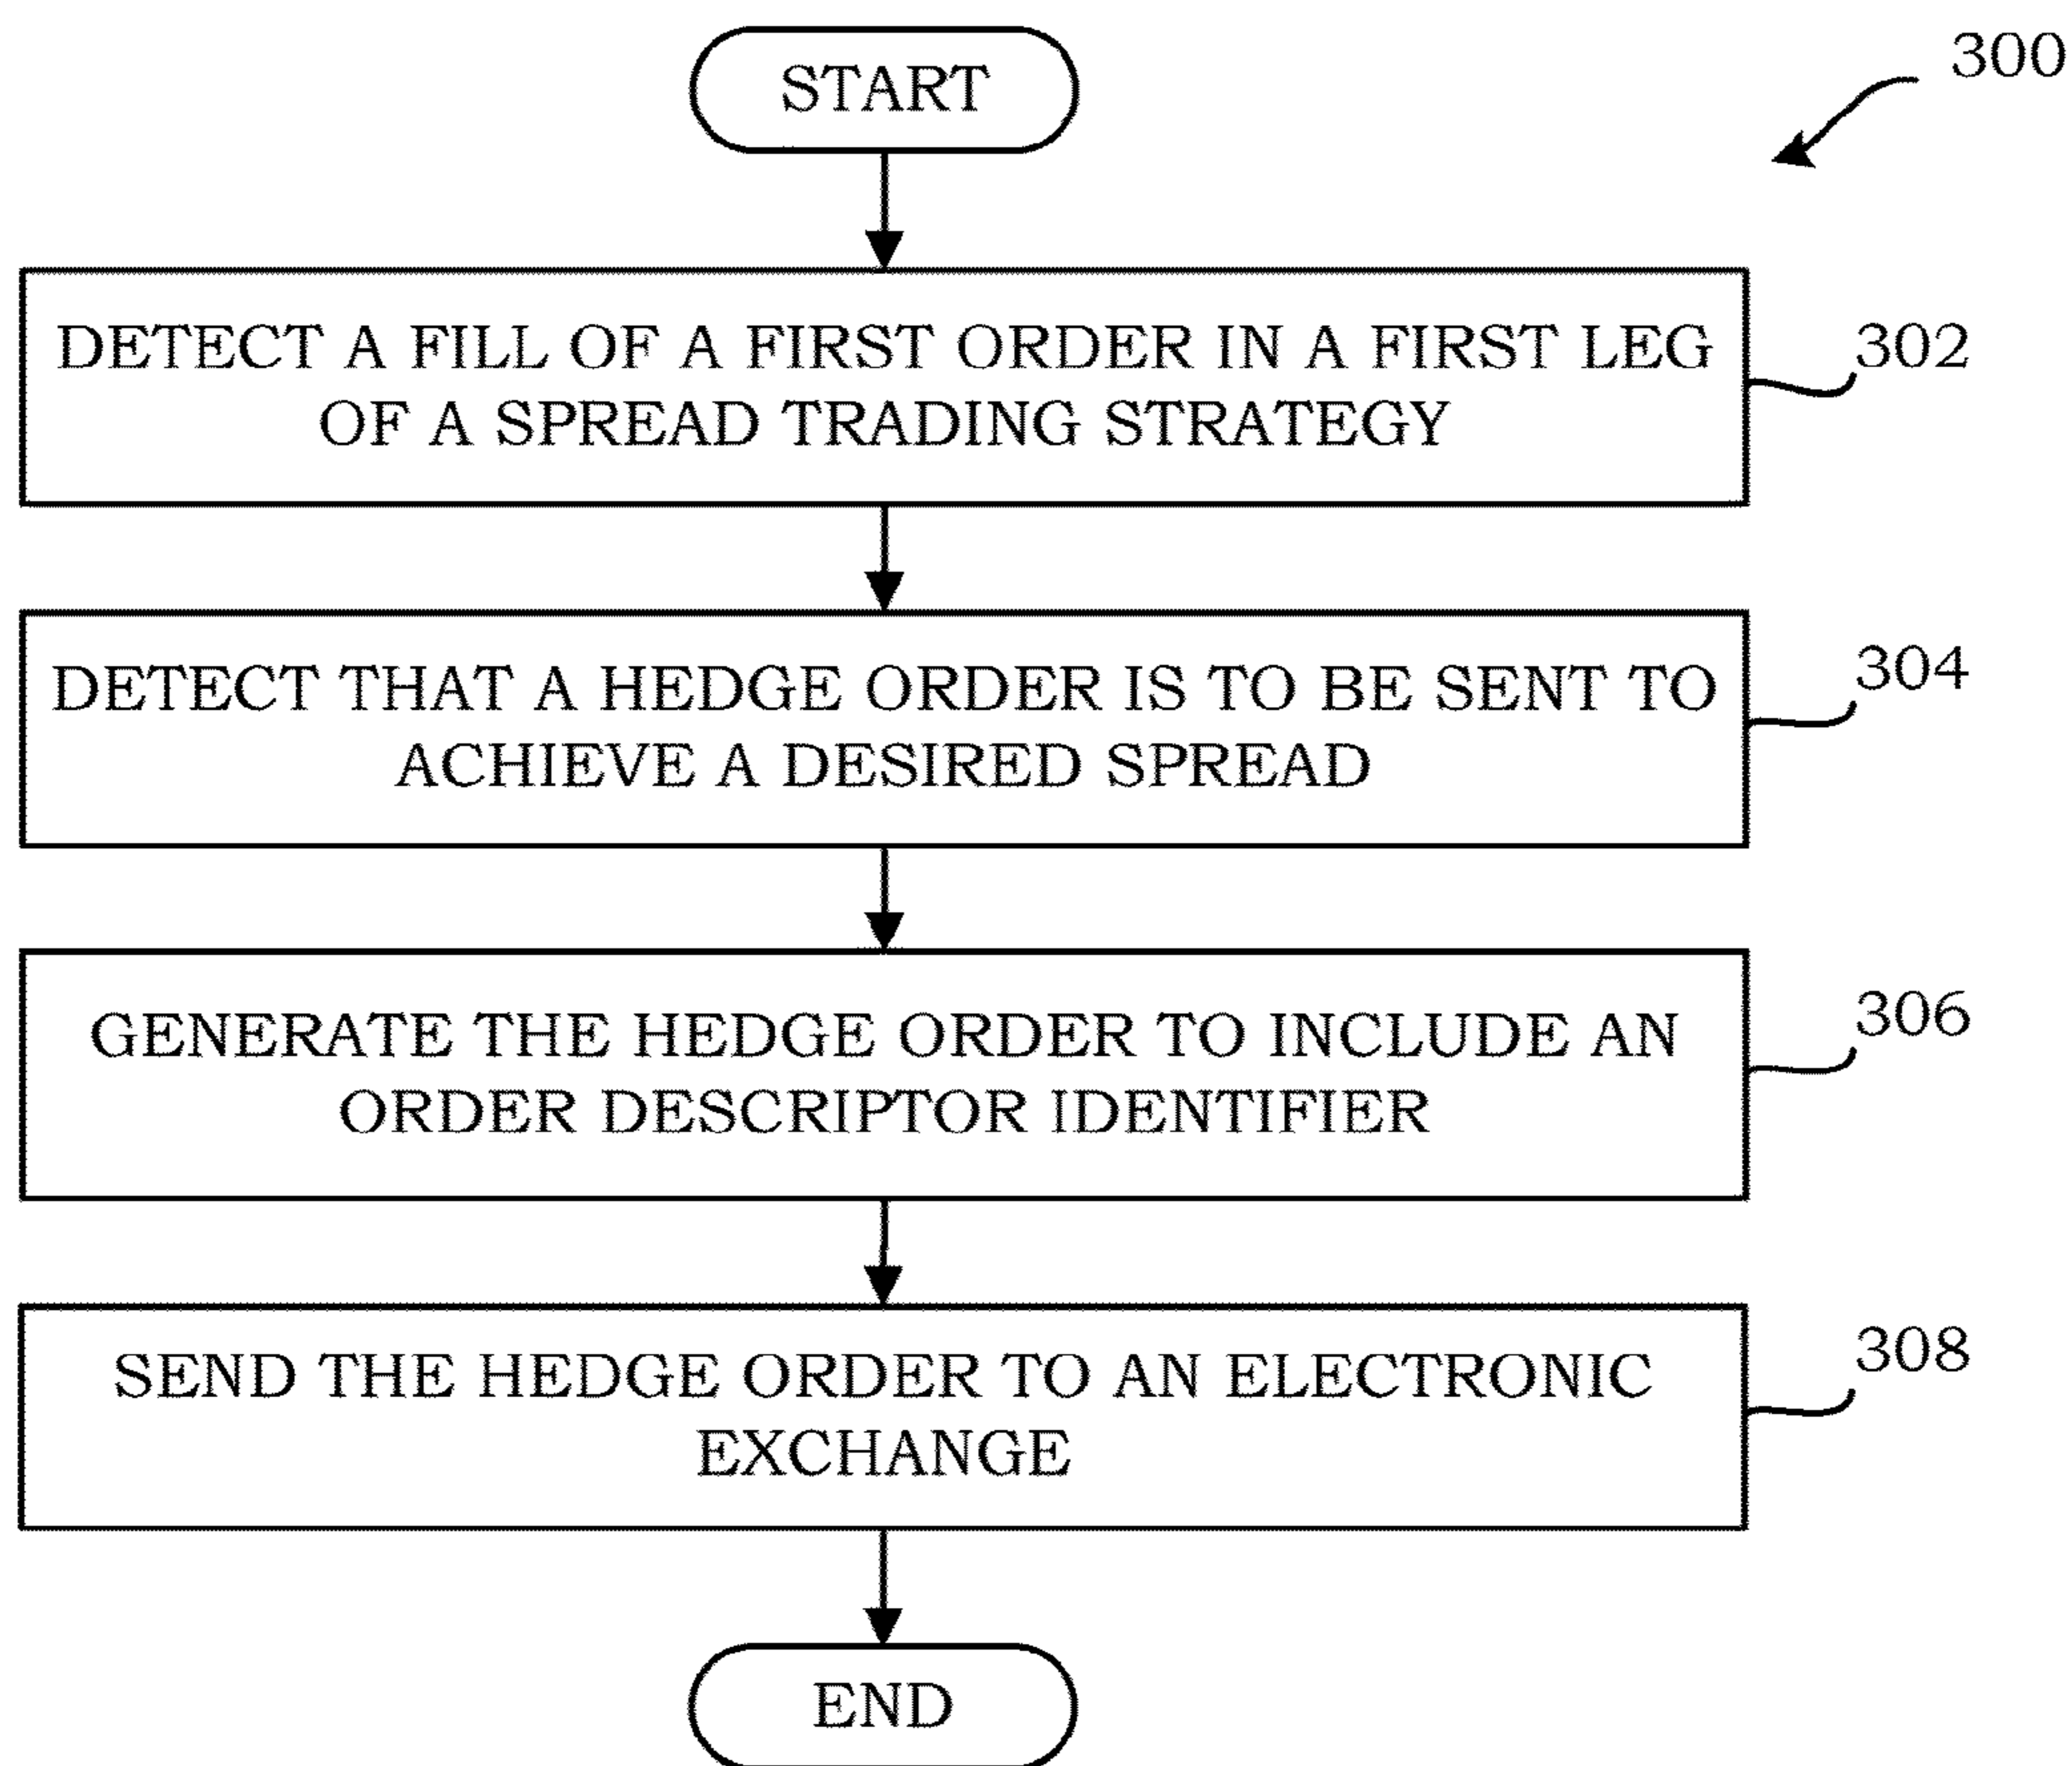 START
300
DETECT A FILL OF A FIRST ORDER IN A FIRST LEG
OF A SPREAD TRADING STRATEGY
302
DETECT THAT A HEDGE ORDER IS TO BE SENT TO
ACHIEVE A DESIRED SPREAD
304
GENERATE THE HEDGE ORDER TO INCLUDE AN
ORDER DESCRIPTOR IDENTIFIER
306
SEND THE HEDGE ORDER TO AN ELECTRONIC
EXCHANGE
308
END